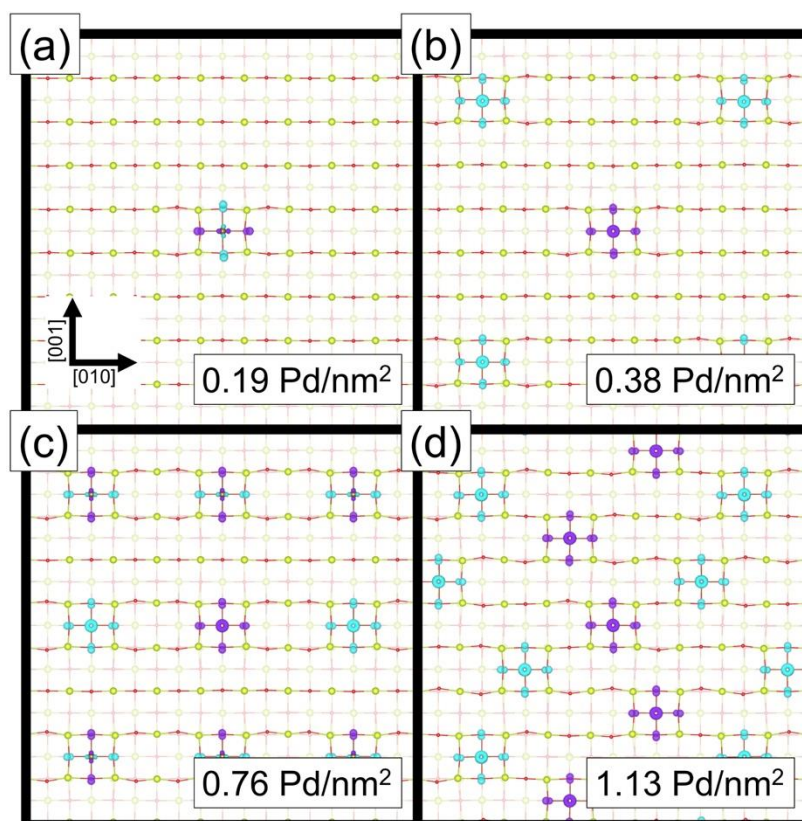 (a)
(b)
[001]
[010]
0.19 Pd/nm²
0.38 Pd/nm²
(c)
(d)
0.76 Pd/nm²
1.13 Pd/nm²